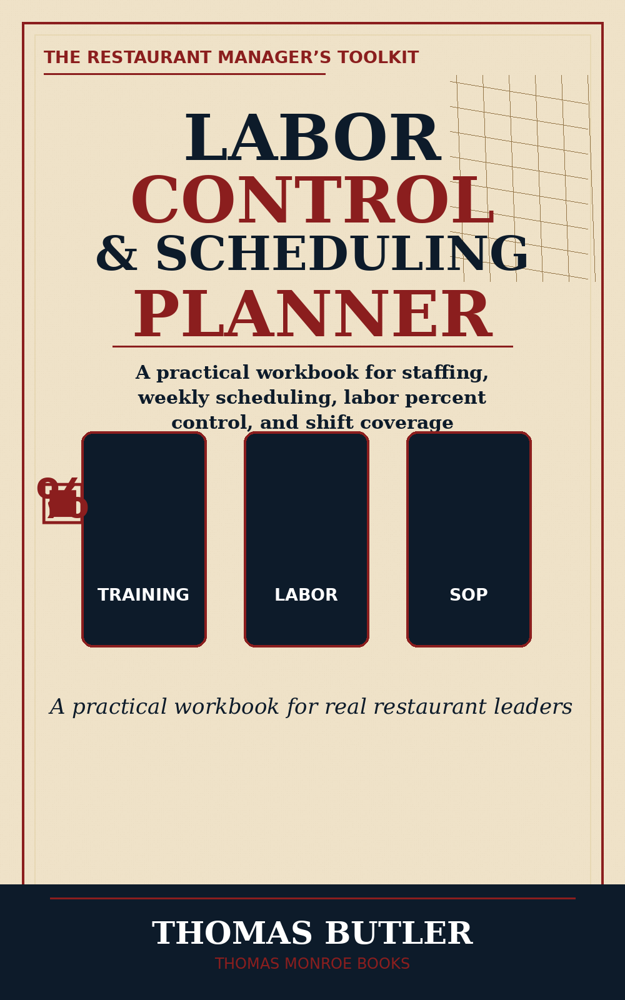 THE RESTAURANT MANAGER’S TOOLKIT
LABOR
CONTROL
& SCHEDULING
PLANNER
A practical workbook for staffing,
weekly scheduling, labor percent
control, and shift coverage
%
TRAINING
LABOR
SOP
A practical workbook for real restaurant leaders
THOMAS BUTLER
THOMAS MONROE BOOKS